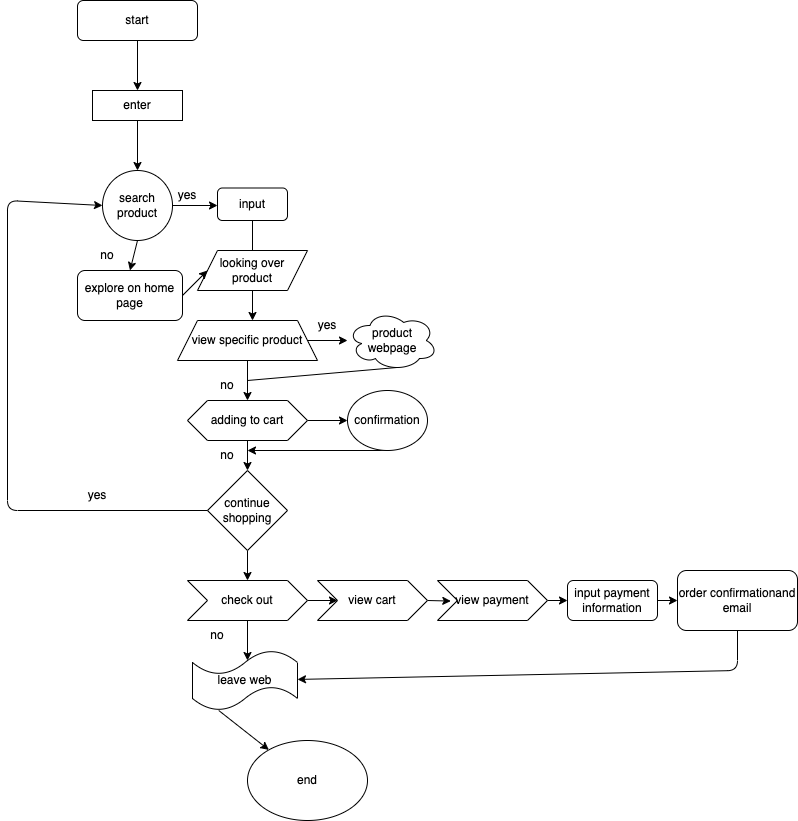 start
enter
search
product
yes
input
no
looking over
product
explore on home
page
view specific product
yes
product
webpage
no
adding to cart
confirmation
no
continue
shopping
yes
check out
view cart
view payment
input payment
information
order confirmationand
email
no
leave web
end